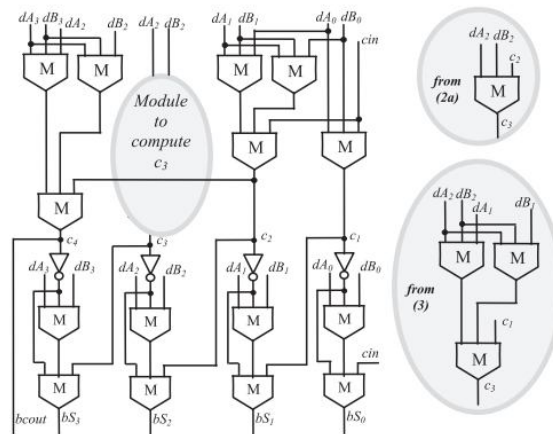 dA₃ dB₃ dA₂ dB₂ dA₂ dB₂ dA₁ dB₁ dA₀ dB₀
cin
M M M M
Module
to
compute
c₃
M M
M
c₄ c₃ c₂ c₁
dA₃ dB₃ dA₂ dB₂ dA₁ dB₁ dA₀ dB₀
M M M M
cin
M M M M
bcout bS₃ bS₂ bS₁ bS₀
dA₂ dB₂
c₂
from
(2a)
M
c₃
dA₂ dB₂ dA₁ dB₁
M M
from
(3)
c₁
M
c₃